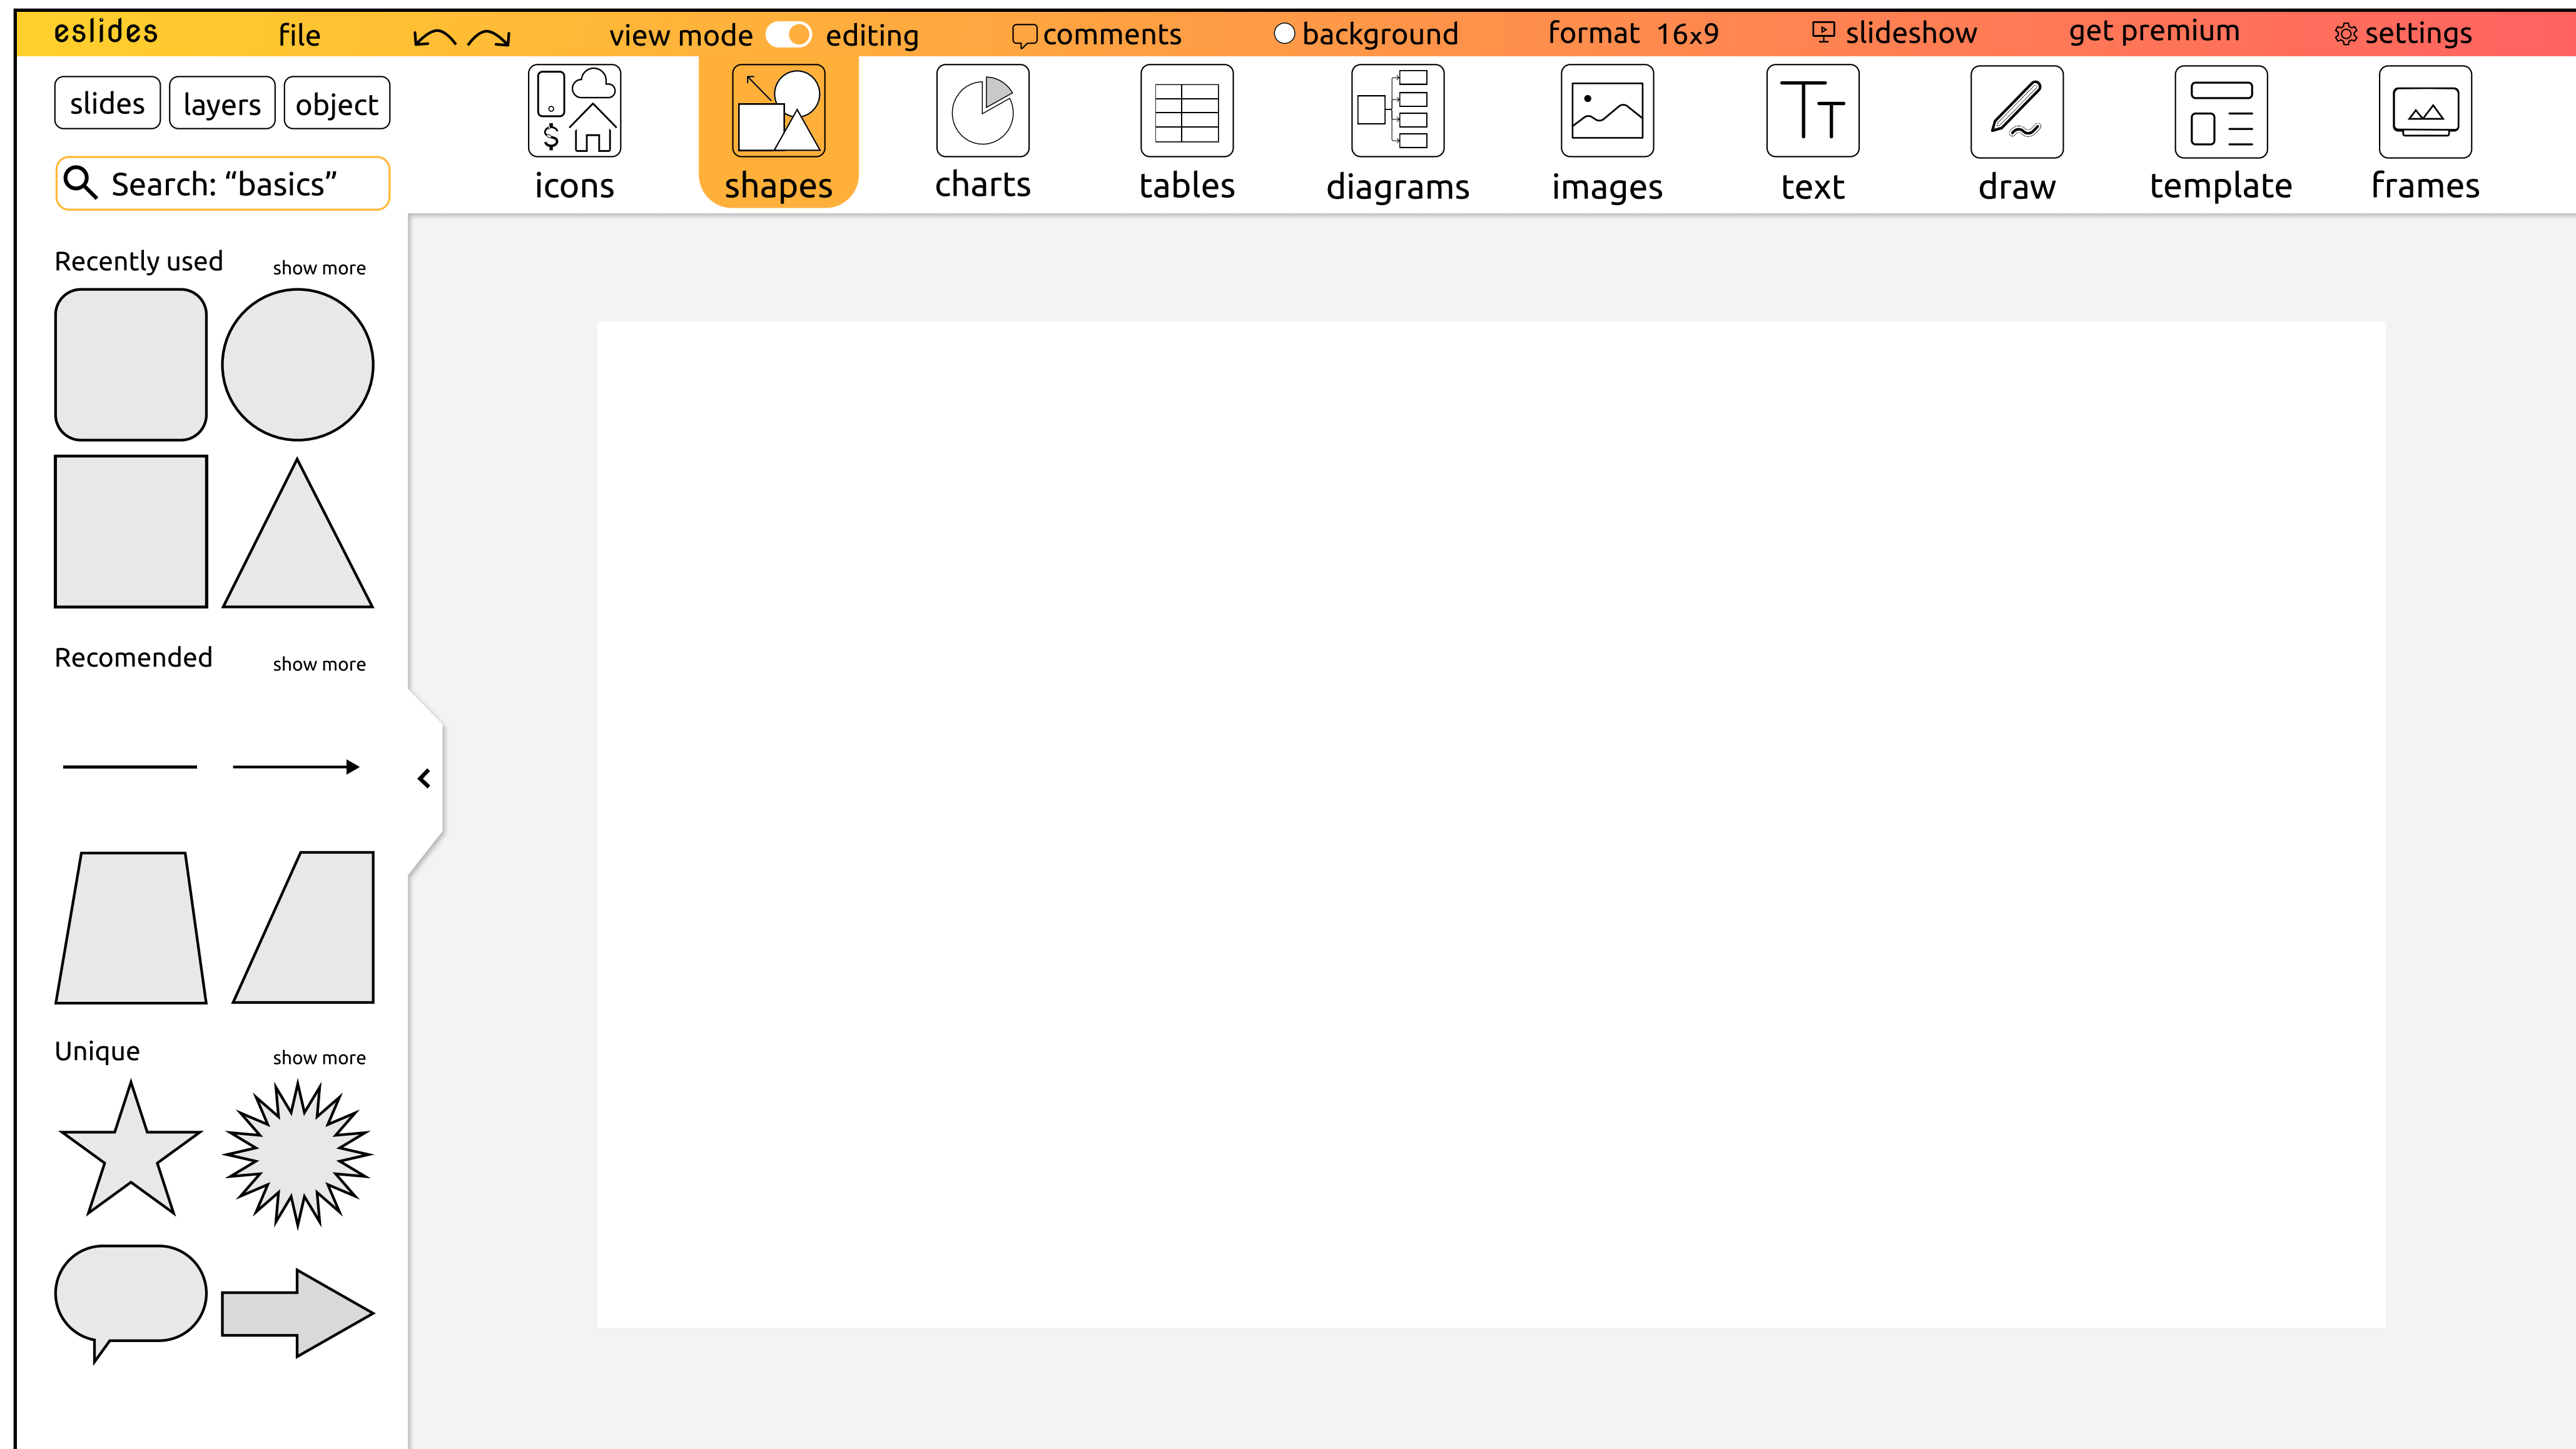 eslides
file
view mode editing
comments
background
format 16x9
slideshow
get premium
settings
slides
layers
object
Search: “basics”
$
icons
shapes
charts
tables
diagrams
TT
images
text
draw
template
frames
Recently used
show more
Recomended
show more
Unique
show more